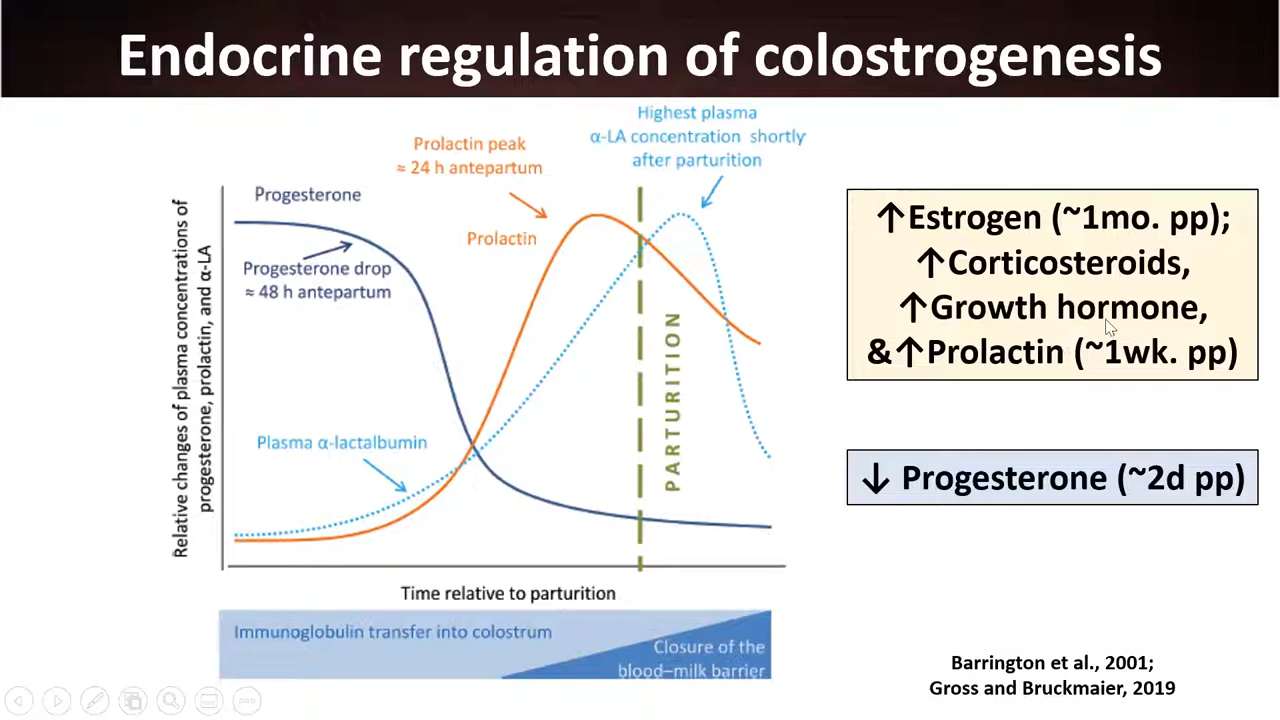 Endocrine regulation of colostrogenesis
Highest plasma
α-LA concentration shortly
after parturition
Prolactin peak
≈ 24 h antepartum
Progesterone
Prolactin
Progesterone drop
≈ 48 h antepartum
Plasma α-lactalbumin
PARTURITION
Relative changes of plasma concentrations of
progesterone, prolactin, and α-LA
Time relative to parturition
Immunoglobulin transfer into colostrum
Closure of the
blood–milk barrier
↑Estrogen (~1mo. pp);
↑Corticosteroids,
↑Growth hormone,
&↑Prolactin (~1wk. pp)
↓ Progesterone (~2d pp)
Barrington et al., 2001;
Gross and Bruckmaier, 2019